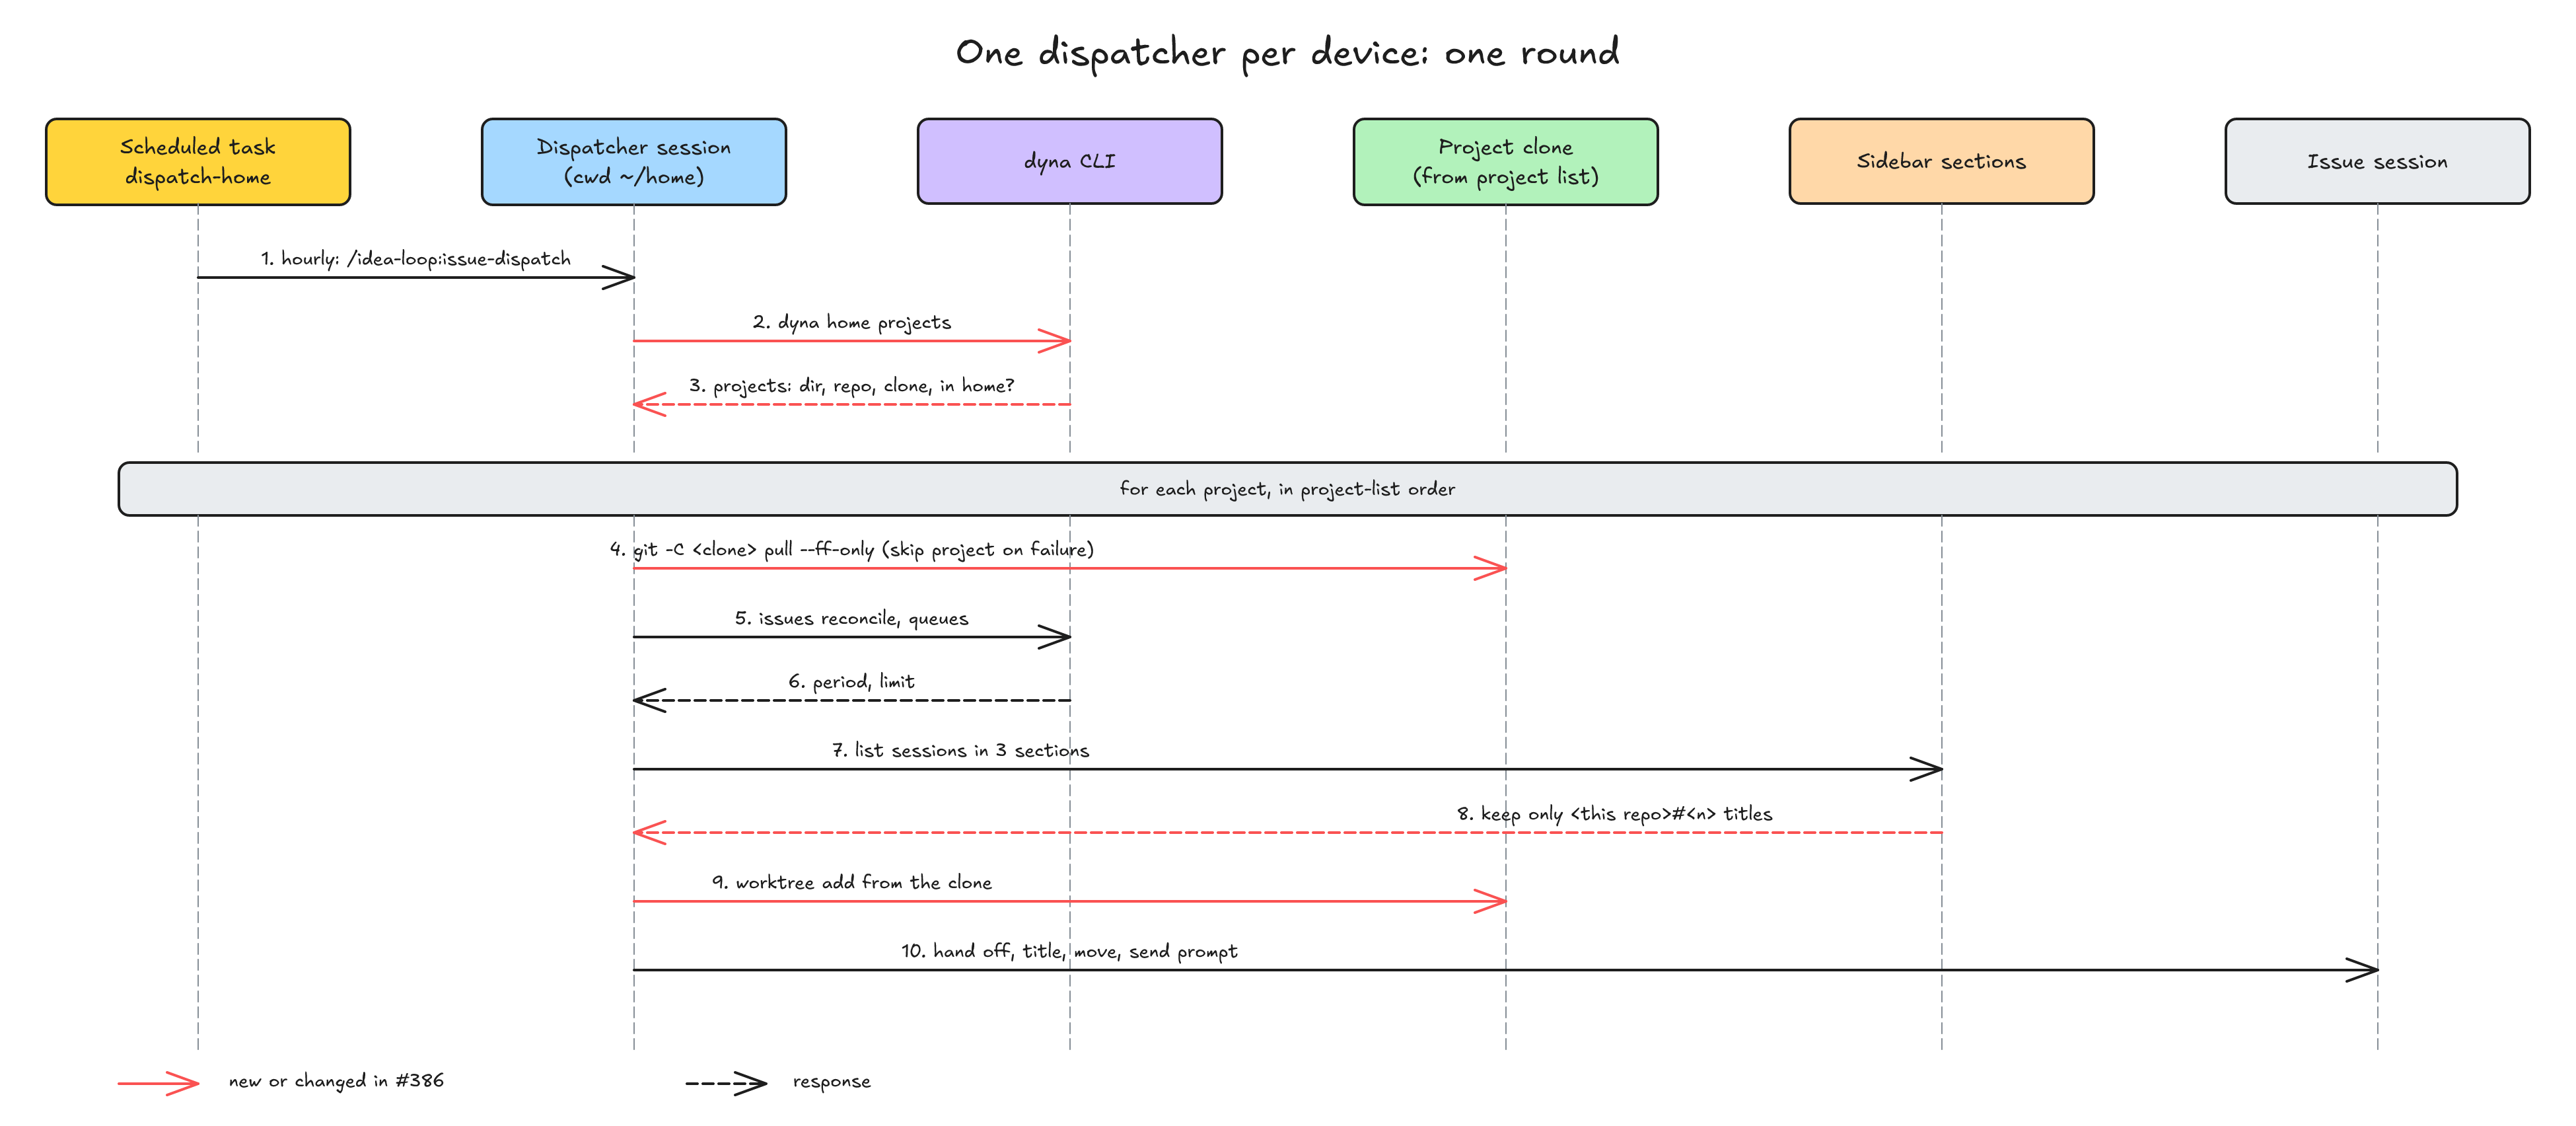 One dispatcher per device: one round
Scheduled task
dispatch-home
Dispatcher session
(cwd ~/home)
dyna CLI
Project clone
(from project list)
Sidebar sections
Issue session
1. hourly: /idea-loop:issue-dispatch
2. dyna home projects
3. projects: dir, repo, clone, in home?
for each project, in project-list order
4. git -C <clone> pull --ff-only (skip project on failure)
5. issues reconcile, queues
6. period, limit
7. list sessions in 3 sections
8. keep only <this repo>#<n> titles
9. worktree add from the clone
10. hand off, title, move, send prompt
new or changed in #386
response